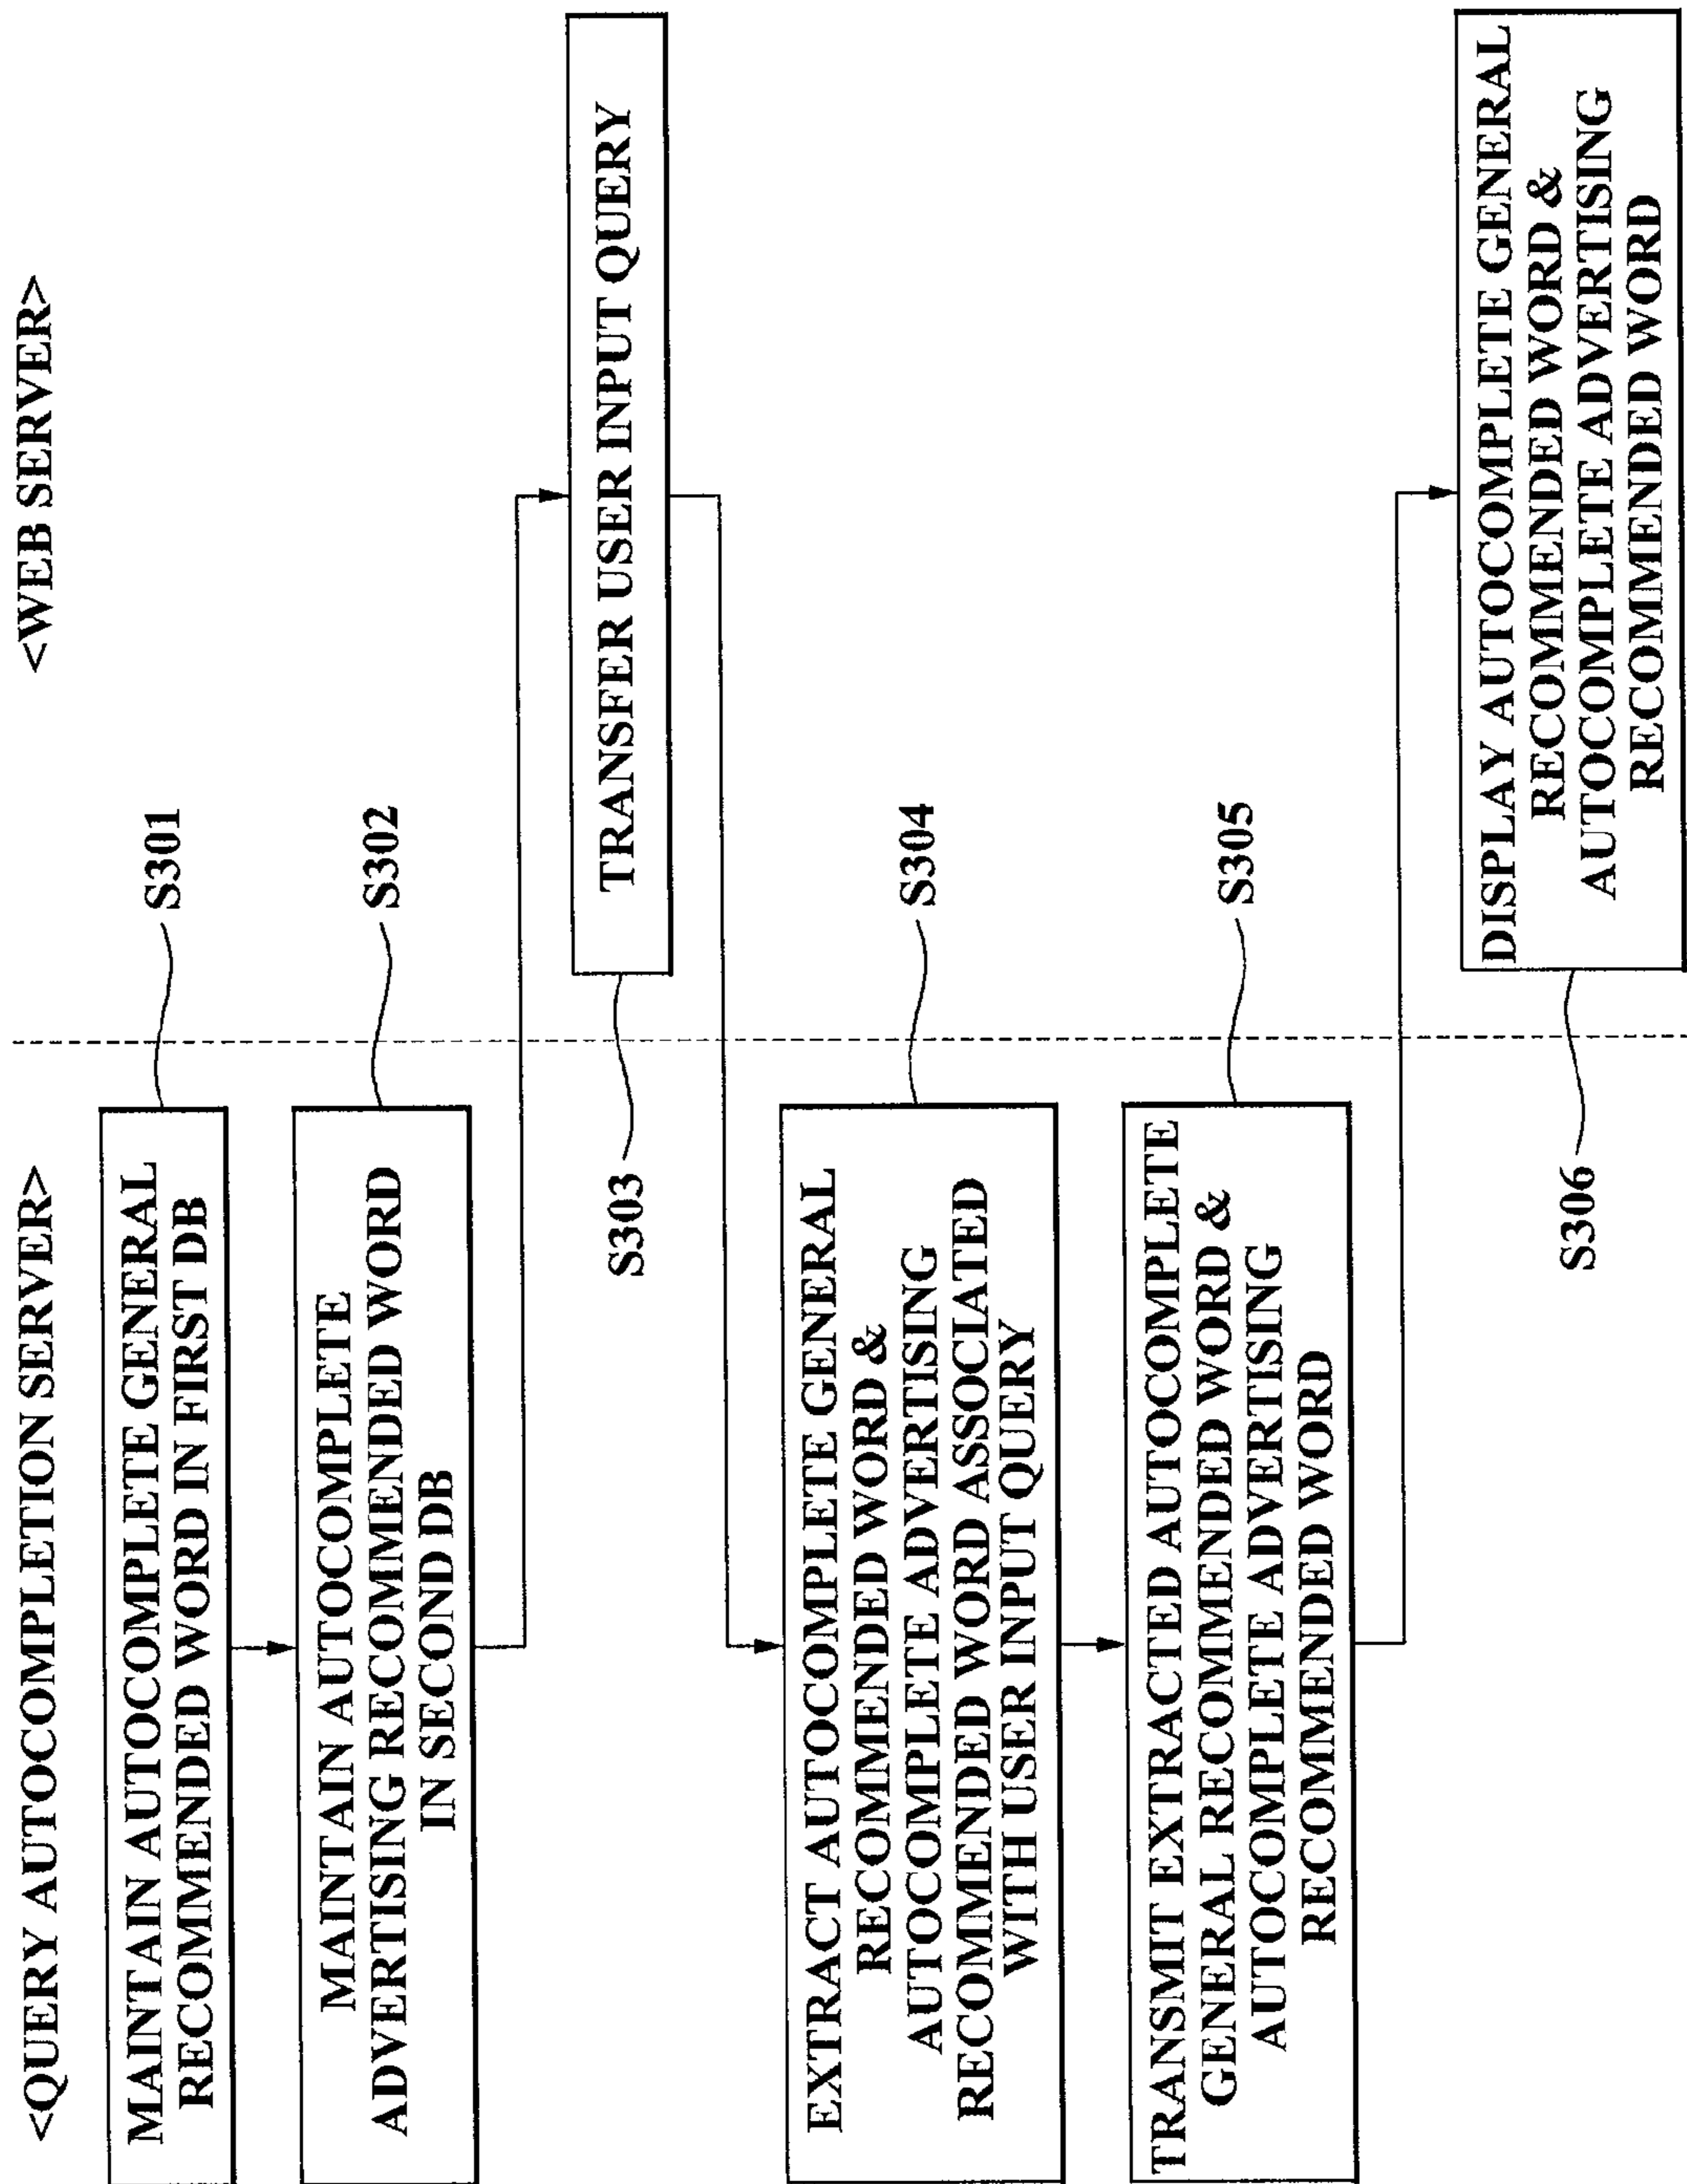 <QUERY AUTOCOMPLETION SERVER>
<WEB SERVER>
MAINTAIN AUTOCOMPLETE GENERAL
RECOMMENDED WORD IN FIRST DB
S301
MAINTAIN AUTOCOMPLETE
ADVERTISING RECOMMENDED WORD
IN SECOND DB
S302
S303
TRANSFER USER INPUT QUERY
EXTRACT AUTOCOMPLETE GENERAL
RECOMMENDED WORD &
AUTOCOMPLETE ADVERTISING
RECOMMENDED WORD ASSOCIATED
WITH USER INPUT QUERY
S304
TRANSMIT EXTRACTED AUTOCOMPLETE
GENERAL RECOMMENDED WORD &
AUTOCOMPLETE ADVERTISING
RECOMMENDED WORD
S305
S306
DISPLAY AUTOCOMPLETE GENERAL
RECOMMENDED WORD &
AUTOCOMPLETE ADVERTISING
RECOMMENDED WORD